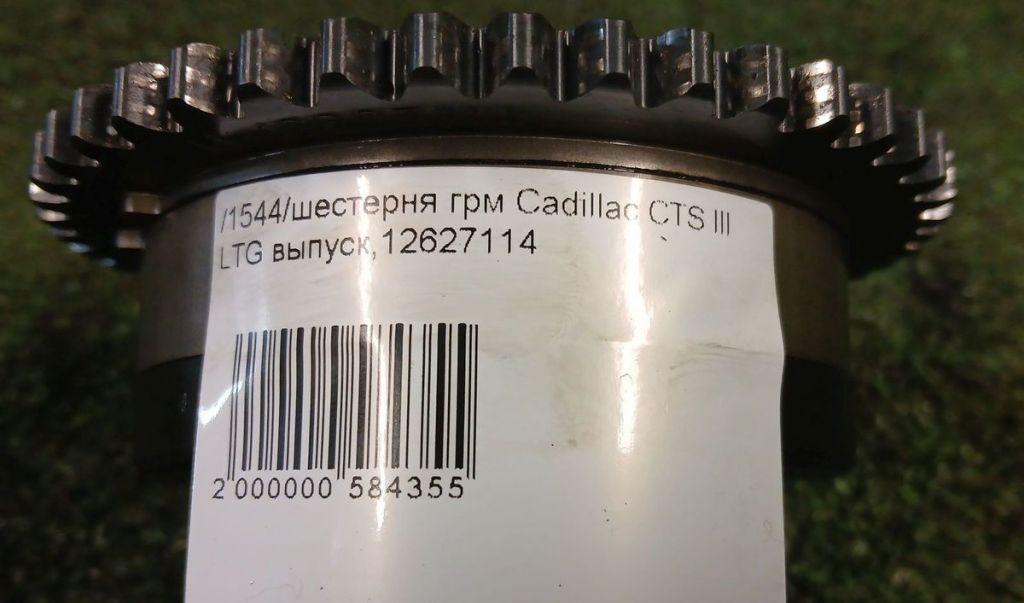 /1544/шестерня грм Cadillac CTS III
LTG выпуск,12627114
2 000000 584355